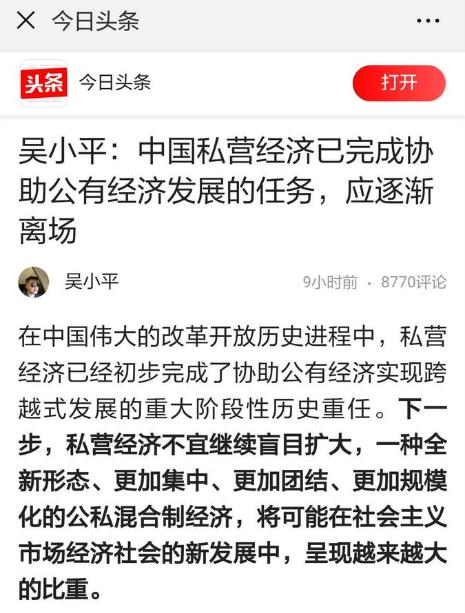 今日头条
头条
今日头条
打开
吴小平：中国私营经济已完成协
助公有经济发展的任务，应逐渐
离场
吴小平
9小时前 · 8770评论
在中国伟大的改革开放历史进程中，私营
经济已经初步完成了协助公有经济实现跨
越式发展的重大阶段性历史重任。下一
步，私营经济不宜继续盲目扩大，一种全
新形态、更加集中、更加团结、更加规模
化的公私混合制经济，将可能在社会主义
市场经济社会的新发展中，呈现越来越大
的比重。